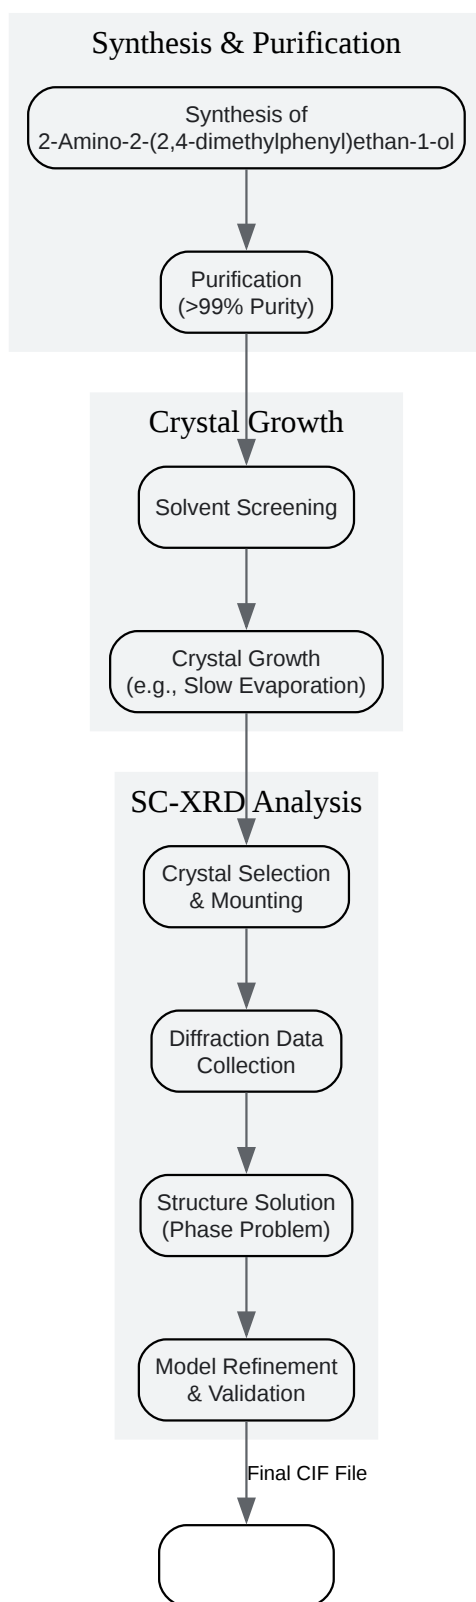 Synthesis & Purification
Synthesis of
2-Amino-2-(2,4-dimethylphenyl)ethan-1-ol
Purification
(>99% Purity)
Crystal Growth
Solvent Screening
Crystal Growth
(e.g., Slow Evaporation)
SC-XRD Analysis
Crystal Selection
& Mounting
Diffraction Data
Collection
Structure Solution
(Phase Problem)
Model Refinement
& Validation
Final CIF File